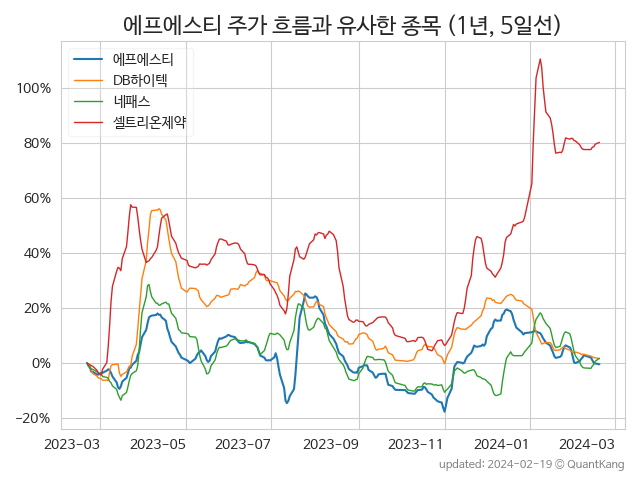 에프에스티 주가 흐름과 유사한 종목 (1년, 5일선)
에프에스티
DB하이텍
네패스
셀트리온제약
100%
80%
60%
40%
20%
0%
−20%
2023-03 2023-05 2023-07 2023-09 2023-11 2024-01 2024-03
updated: 2024-02-19 © QuantKang